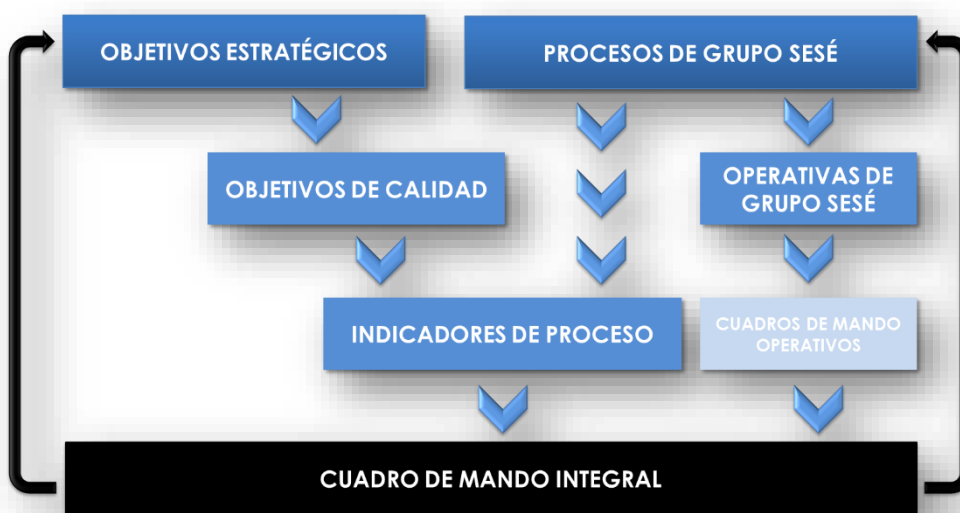 OBJETIVOS ESTRATÉGICOS
PROCESOS DE GRUPO SESÉ
OBJETIVOS DE CALIDAD
OPERATIVAS DE
GRUPO SESÉ
INDICADORES DE PROCESO
CUADROS DE MANDO
OPERATIVOS
CUADRO DE MANDO INTEGRAL